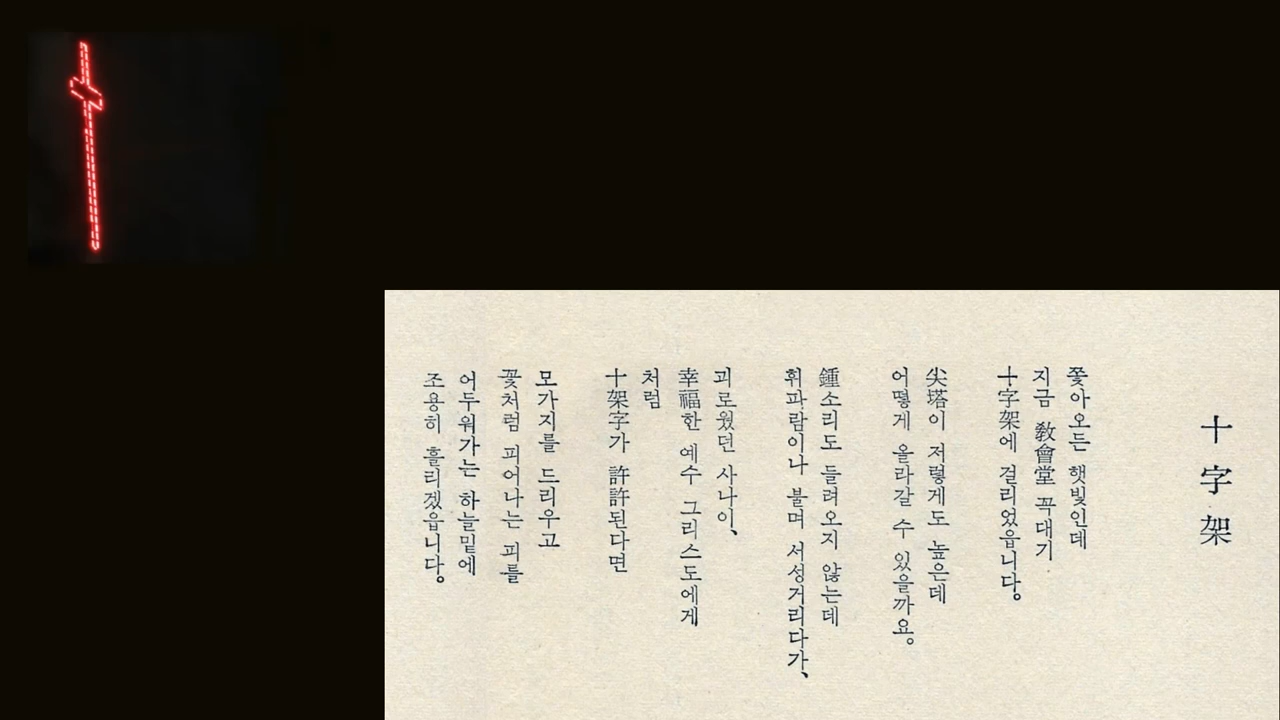 十字架
쫓아오든 햇빛인데
지금 敎會堂 꼭대기
十字架에 걸리었읍니다。
尖塔이 저렇게도 높은데
어떻게 올라갈 수 있을까요。
鍾소리도 들려오지 않는데
휘파람이나 불며 서성거리다가、
괴로웠던 사나이、
幸福한 예수 그리스도에게
처럼
十架字가 許許된다면
모가지를 드리우고
꽃처럼 피어나는 피를
어두워가는 하늘밑에
조용히 흘리겠읍니다。